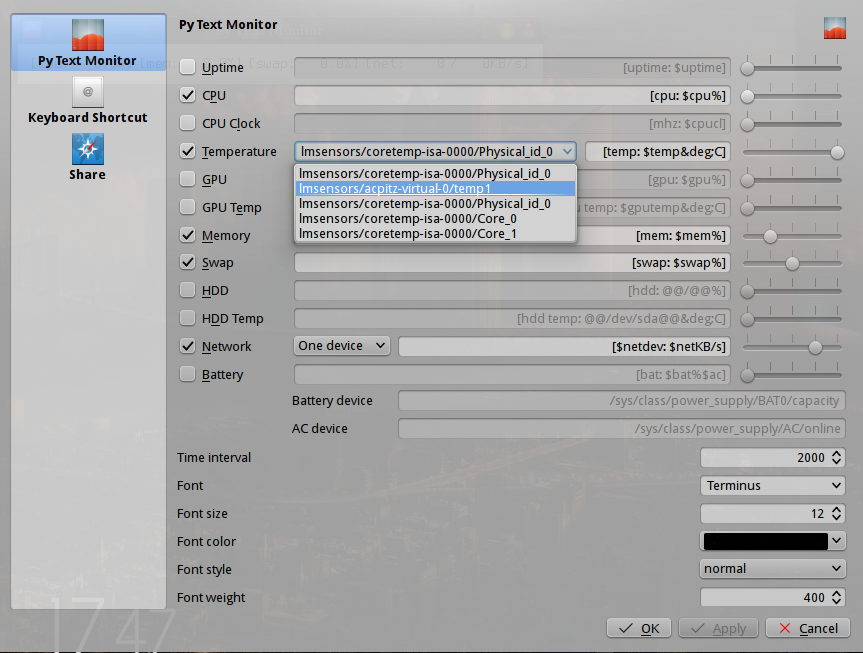 Py Text Monitor
Py Text Monitor
Keyboard Shortcut
Share
Uptime
[uptime: $uptime]
CPU
[cpu: $cpu%]
CPU Clock
[mhz: $cpucl]
Temperature
lmsensors/coretemp-isa-0000/Physical_id_0
[temp: $temp&deg;C]
lmsensors/coretemp-isa-0000/Physical_id_0
lmsensors/acpitz-virtual-0/temp1
lmsensors/coretemp-isa-0000/Physical_id_0
lmsensors/coretemp-isa-0000/Core_0
lmsensors/coretemp-isa-0000/Core_1
GPU
[gpu: $gpu%]
GPU Temp
temp: $gputemp&deg;C]
Memory
[mem: $mem%]
Swap
[swap: $swap%]
HDD
[hdd: @@/@@%]
HDD Temp
[hdd temp: @@/dev/sda@@&deg;C]
Network
One device
[$netdev: $netKB/s]
Battery
[bat: $bat%$ac]
Battery device
/sys/class/power_supply/BAT0/capacity
AC device
/sys/class/power_supply/AC/online
Time interval
2000
Font
Terminus
Font size
12
Font color
Font style
normal
Font weight
400
17 47
OK
Apply
Cancel